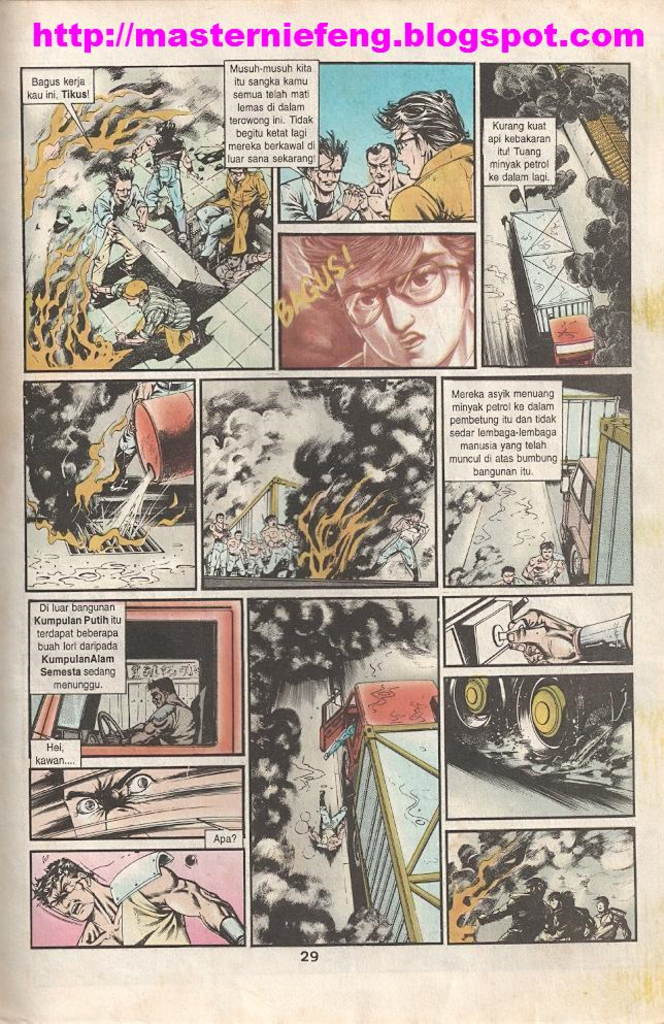 http://masterniefeng.blogspot.com
Bagus kerja
kau ini, Tikus!
Musuh-musuh kita
itu sangka kamu
semua telah mati
lemas di dalam
terowong ini. Tidak
begitu ketat lagi
mereka berkawal di
luar sana sekarang!
BAGUS!
Kurang kuat
api kebakaran
itu! Tuang
minyak petrol
ke dalam lagi.
Mereka asyik menuang
minyak petrol ke dalam
pembetung itu dan tidak
sedar lembaga-lembaga
manusia yang telah
muncul di atas bumbung
bangunan itu.
Di luar bangunan
Kumpulan Putih itu
terdapat beberapa
buah lori daripada
KumpulanAlam
Semesta sedang
menunggu.
Hei,
kawan....
Apa?
29